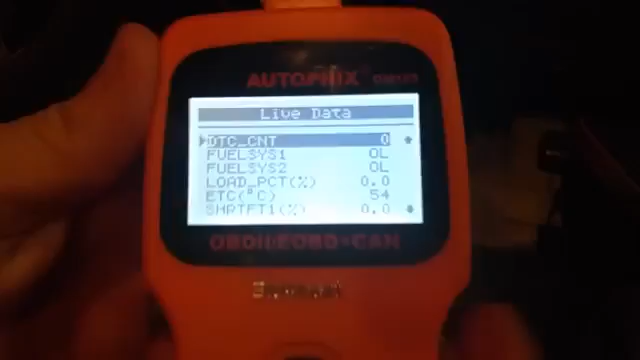 AUTOPHIX
Live Data
DTC_CNT 0
FUELSYS1 OL
FUELSYS2 OL
LOAD_PCT(%) 0.0
ETC(°C) 54
SHRTFT1(%) 0.0
OBDII/EOBD+CAN